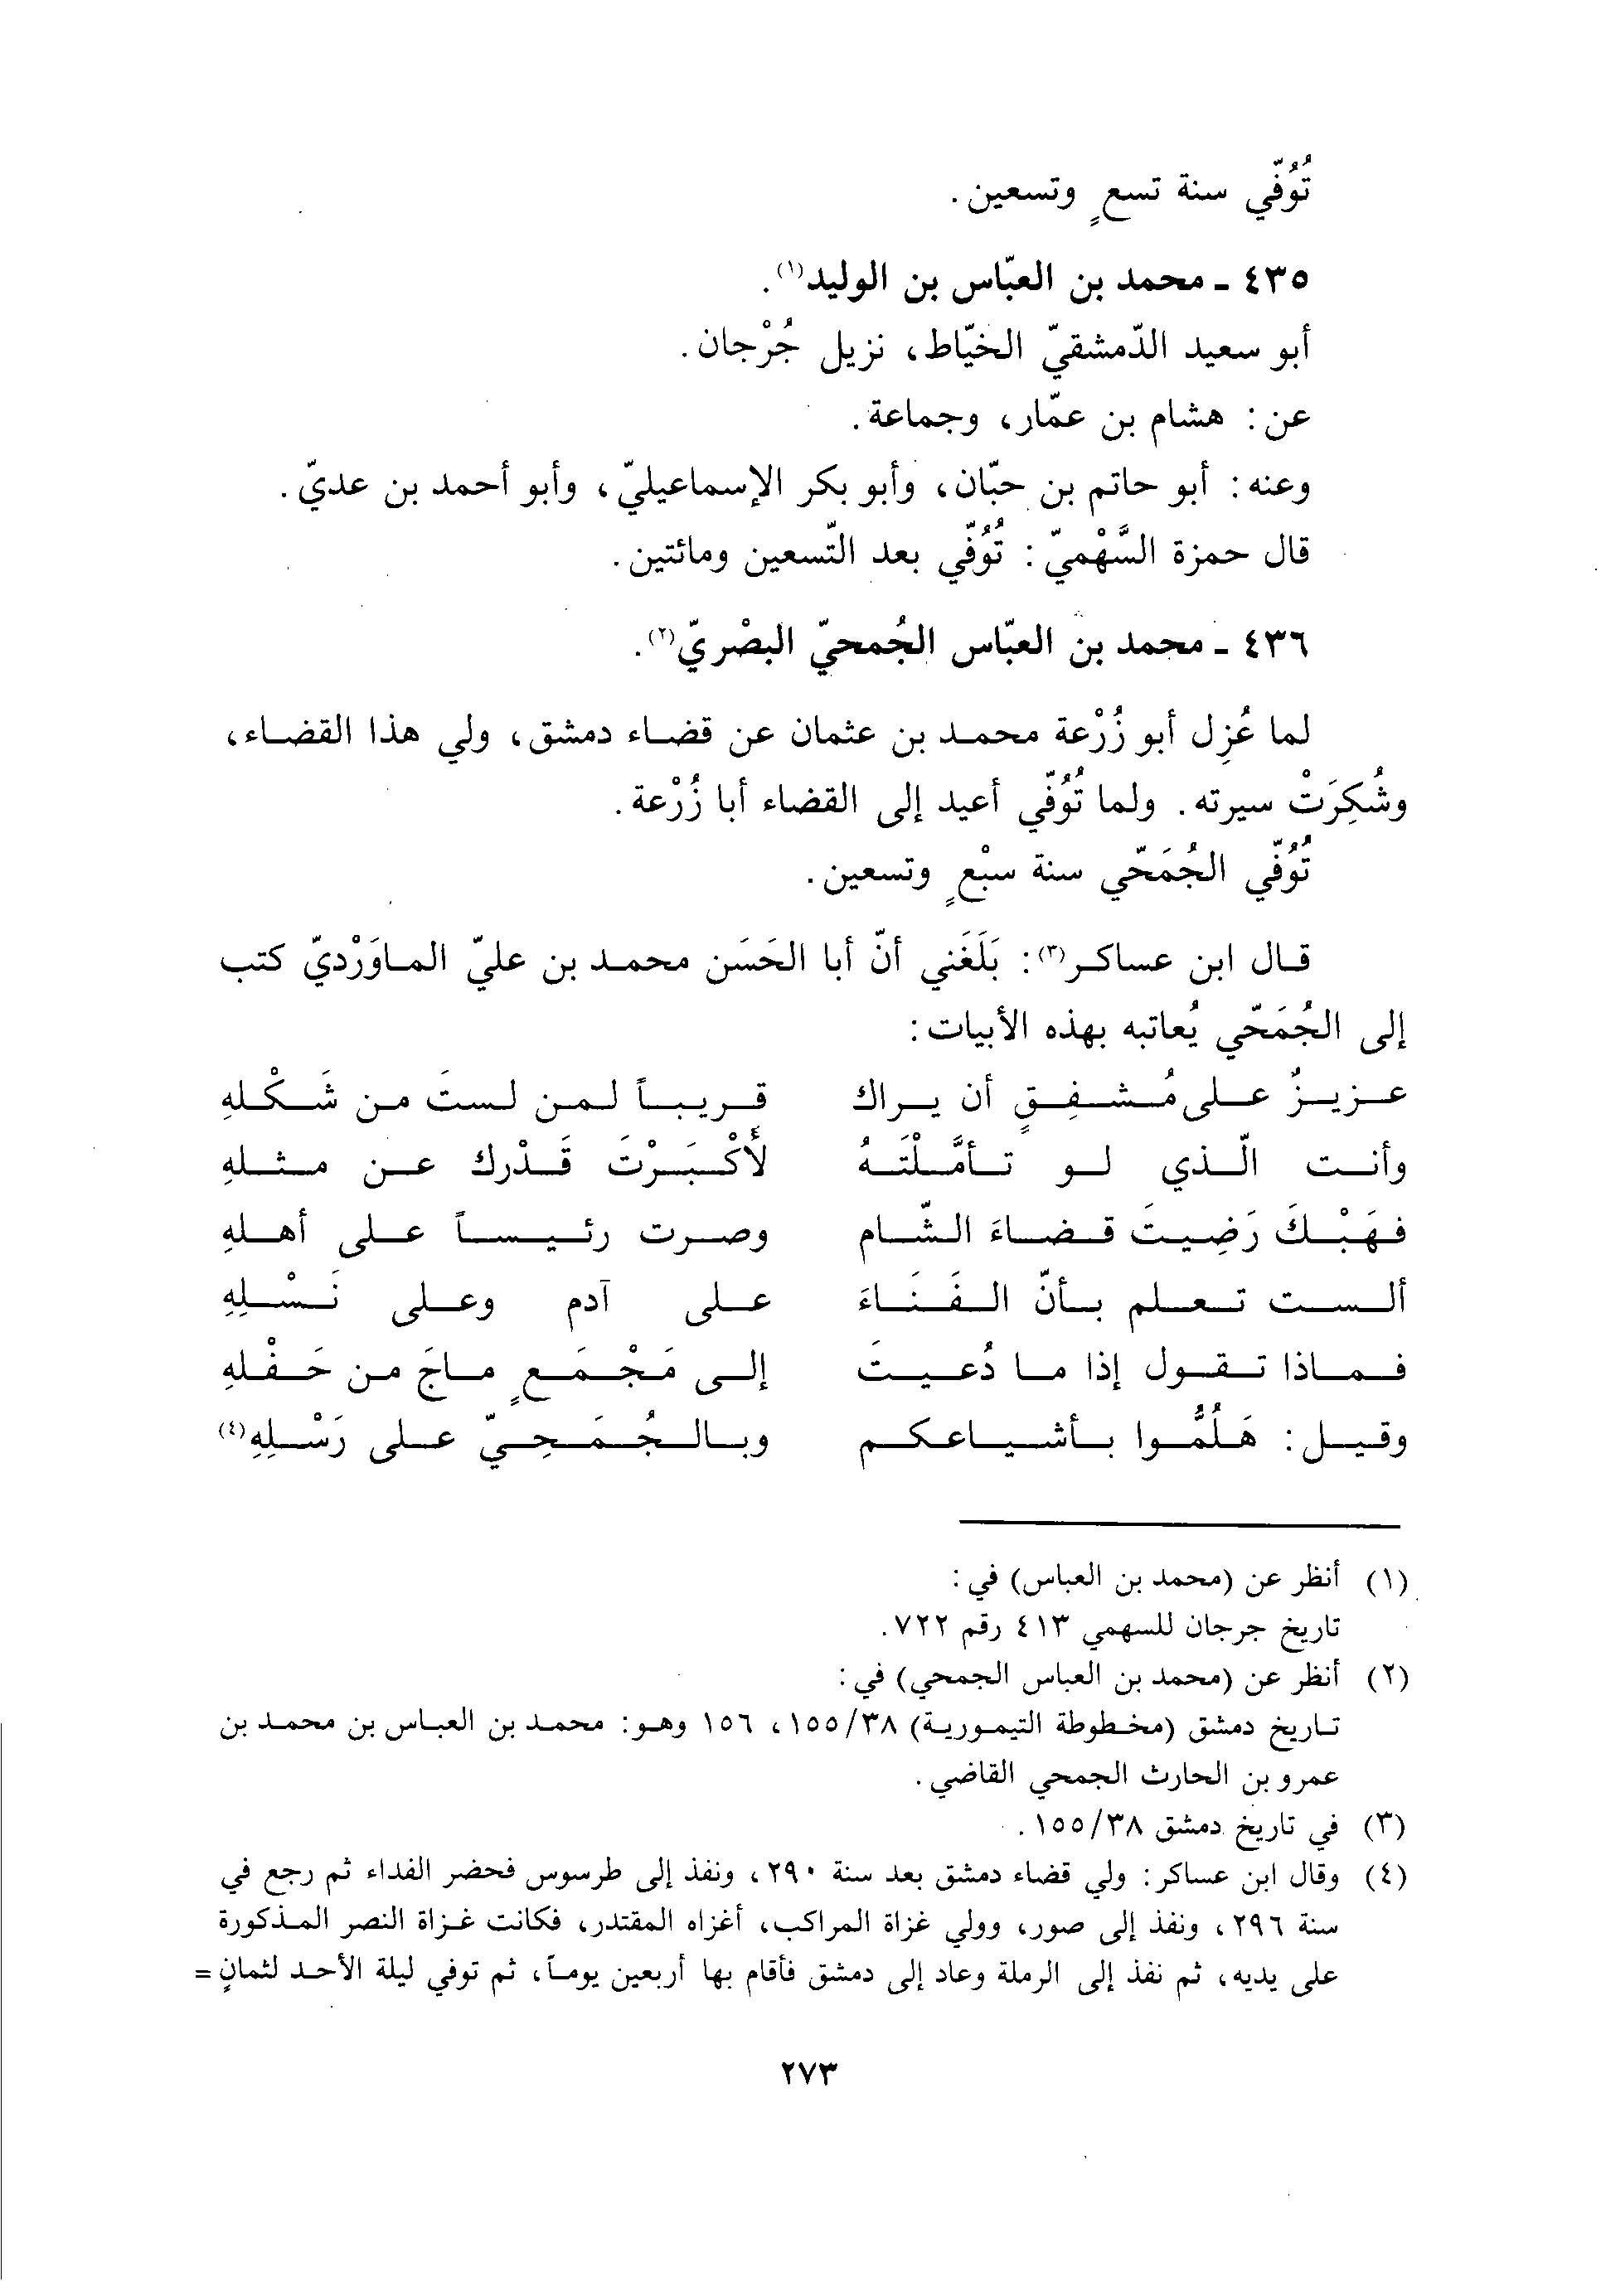 تُوُفّي سنة تسعٍ وتسعين.
٤٣٥ ـ محمد بن العبّاس بن الوليد(١).
أبو سعيد الدّمشقيّ الخيّاط، نزيل جُرْجان.
عن: هشام بن عمّار، وجماعة.
وعنه: أبو حاتم بن حبّان، وأبو بكر الإسماعيليّ، وأبو أحمد بن عديّ.
قال حمزة السَّهْميّ: تُوُفّي بعد التّسعين ومائتين.
٤٣٦ ـ محمد بن العبّاس الجُمحيّ البصْريّ(٢).
لما عُزِل أبو زُرْعة محمد بن عثمان عن قضاء دمشق، ولي هذا القضاء،
وشُكِرَتْ سيرته. ولما تُوُفّي أعيد إلى القضاء أبا زُرْعة.
تُوُفّي الجُمَحّي سنة سبْعٍ وتسعين.
قال ابن عساكر(٣): بَلَغَني أنّ أبا الحَسَن محمد بن عليّ الماوَرْديّ كتب
إلى الجُمَحّي يُعاتبه بهذه الأبيات:
عزيزٌ على مُشفِقٍ أن يراك قريباً لمن لستَ من شَكْلهِ
وأنت الّذي لو تأمَّلْتَهُ لأَكْبَرْتَ قَدْرك عن مثلهِ
فهَبْكَ رَضِيتَ قضاءَ الشّام وصرت رئيساً على أهلهِ
ألست تعلم بأنّ الفَنَاءَ على آدم وعلى نَسْلِهِ
فماذا تقول إذا ما دُعيتَ إلى مَجْمَعٍ ماجَ من حَفْلهِ
وقيل: هَلُمُّوا بأشياعكم وبالجُمَحِيّ على رَسْلِهِ(٤)
(١) أنظر عن (محمد بن العباس) في:
تاريخ جرجان للسهمي ٤١٣ رقم ٧٢٢.
(٢) أنظر عن (محمد بن العباس الجمحي) في:
تاريخ دمشق (مخطوطة التيمورية) ٣٨/ ١٥٥، ١٥٦ وهو: محمد بن العباس بن محمد بن
عمرو بن الحارث الجمحي القاضي.
(٣) في تاريخ دمشق ٣٨/ ١٥٥.
(٤) وقال ابن عساكر: ولي قضاء دمشق بعد سنة ٢٩٠، ونفذ إلى طرسوس فحضر الفداء ثم رجع في
سنة ٢٩٦، ونفذ إلى صور، وولي غزاة المراكب، أغزاه المقتدر، فكانت غزاة النصر المذكورة
على يديه، ثم نفذ إلى الرملة وعاد إلى دمشق فأقام بها أربعين يوماً، ثم توفي ليلة الأحد لثمانٍ =
٢٧٣